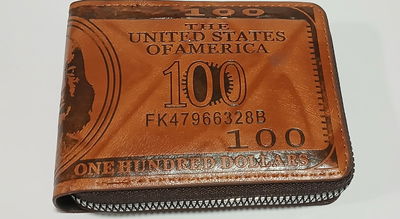 THE
100
UNITED STATES
OFAMERICA
100
FK47966328B
100
ONE HUNDRED DOLLARS